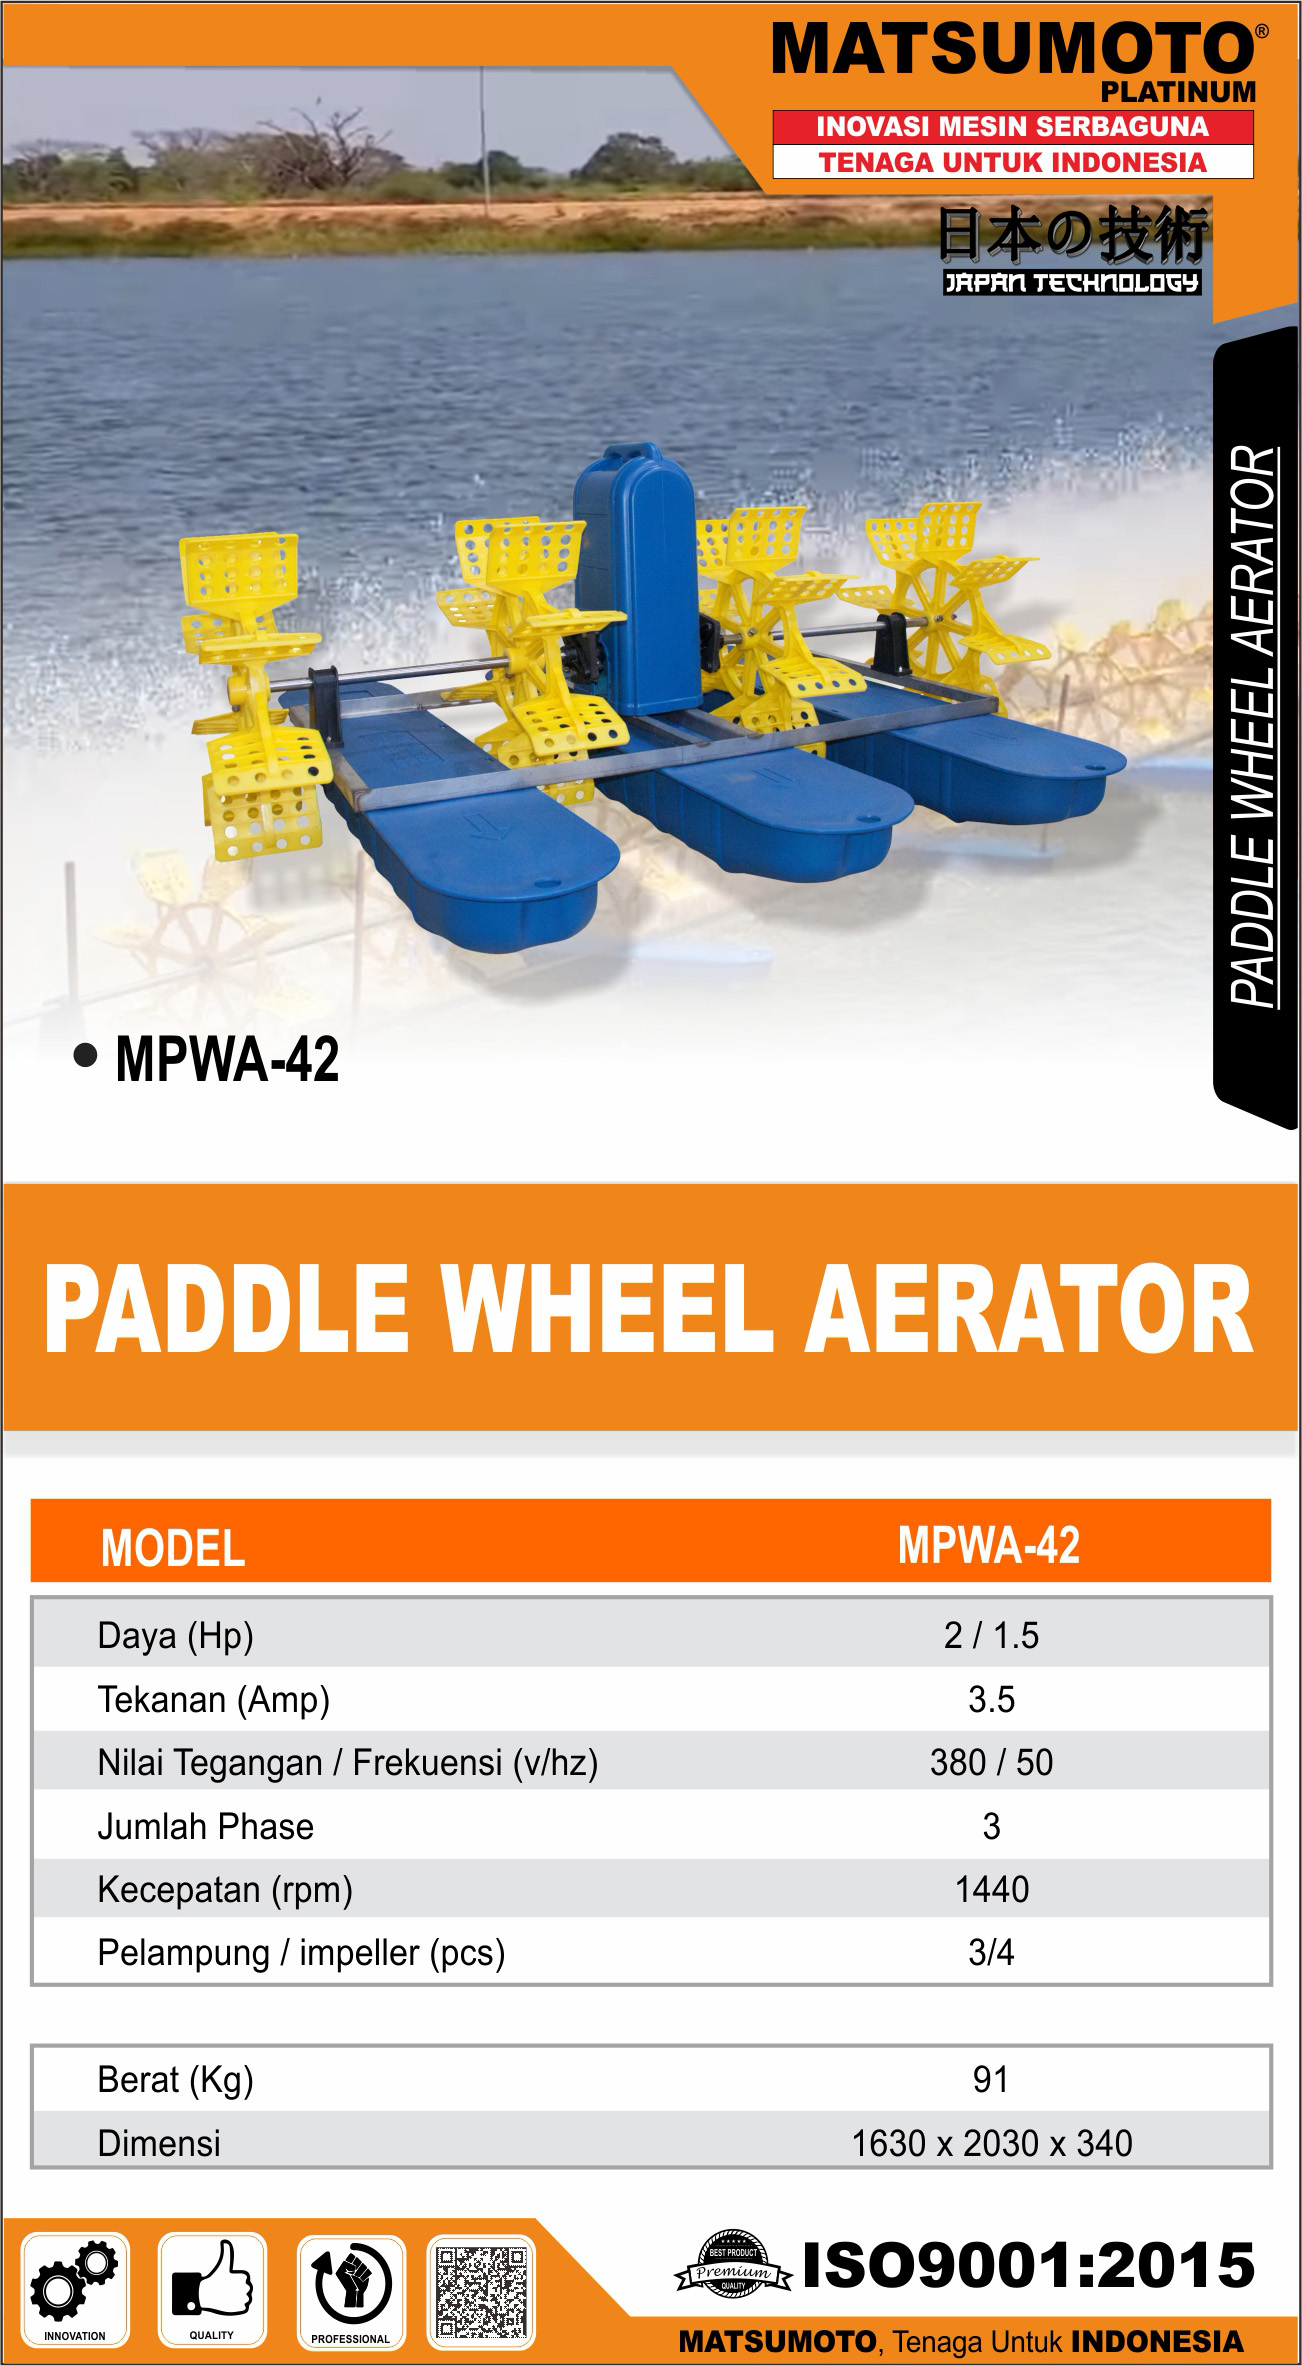 MATSUMOTO®
PLATINUM
INOVASI MESIN SERBAGUNA
TENAGA UNTUK INDONESIA
日本の技術
JAPAN TECHNOLOGY
PADDLE WHEEL AERATOR
• MPWA-42
PADDLE WHEEL AERATOR
MODEL MPWA-42
Daya (Hp) 2 / 1.5
Tekanan (Amp) 3.5
Nilai Tegangan / Frekuensi (v/hz) 380 / 50
Jumlah Phase 3
Kecepatan (rpm) 1440
Pelampung / impeller (pcs) 3/4
Berat (Kg) 91
Dimensi 1630 x 2030 x 340
INNOVATION
QUALITY
PROFESSIONAL
BEST PRODUCT
Premium
QUALITY
ISO9001:2015
MATSUMOTO, Tenaga Untuk INDONESIA